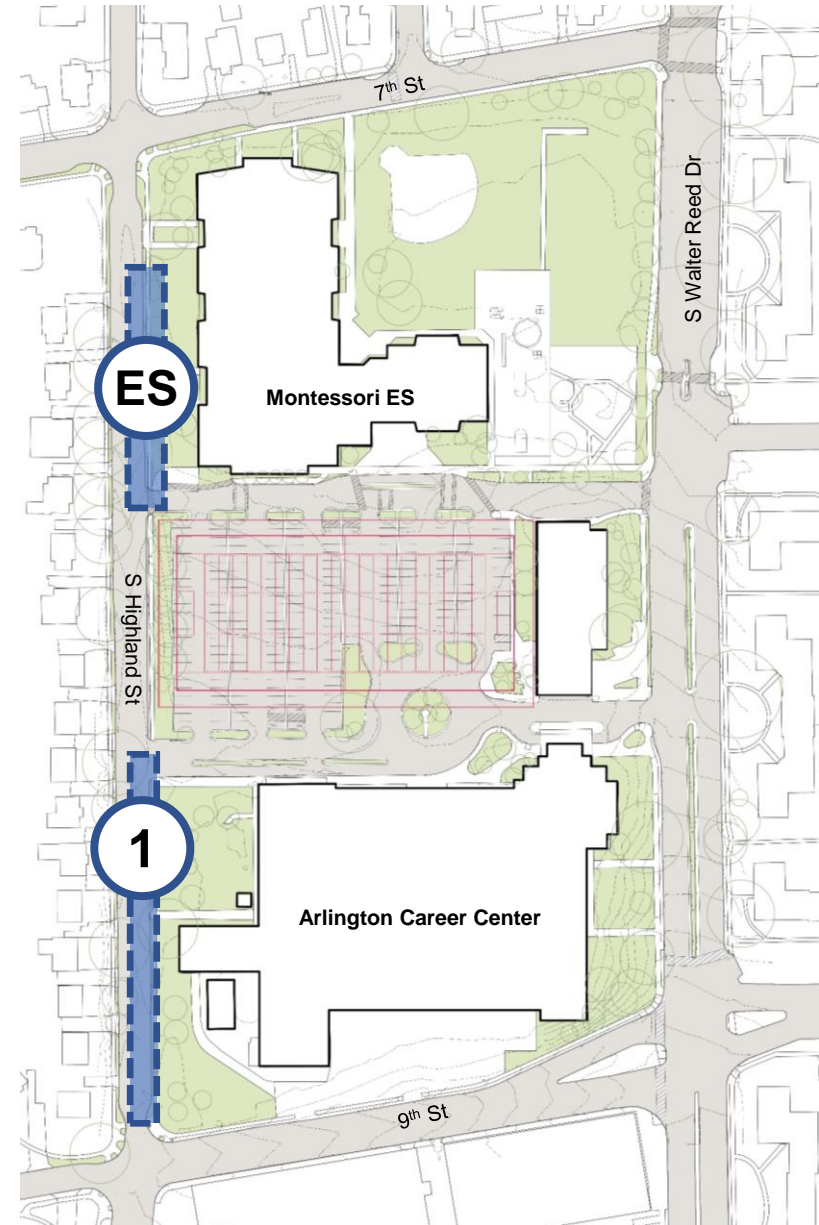 7th St
S Walter Reed Dr
ES
Montessori ES
S Highland St
1
Arlington Career Center
9th St